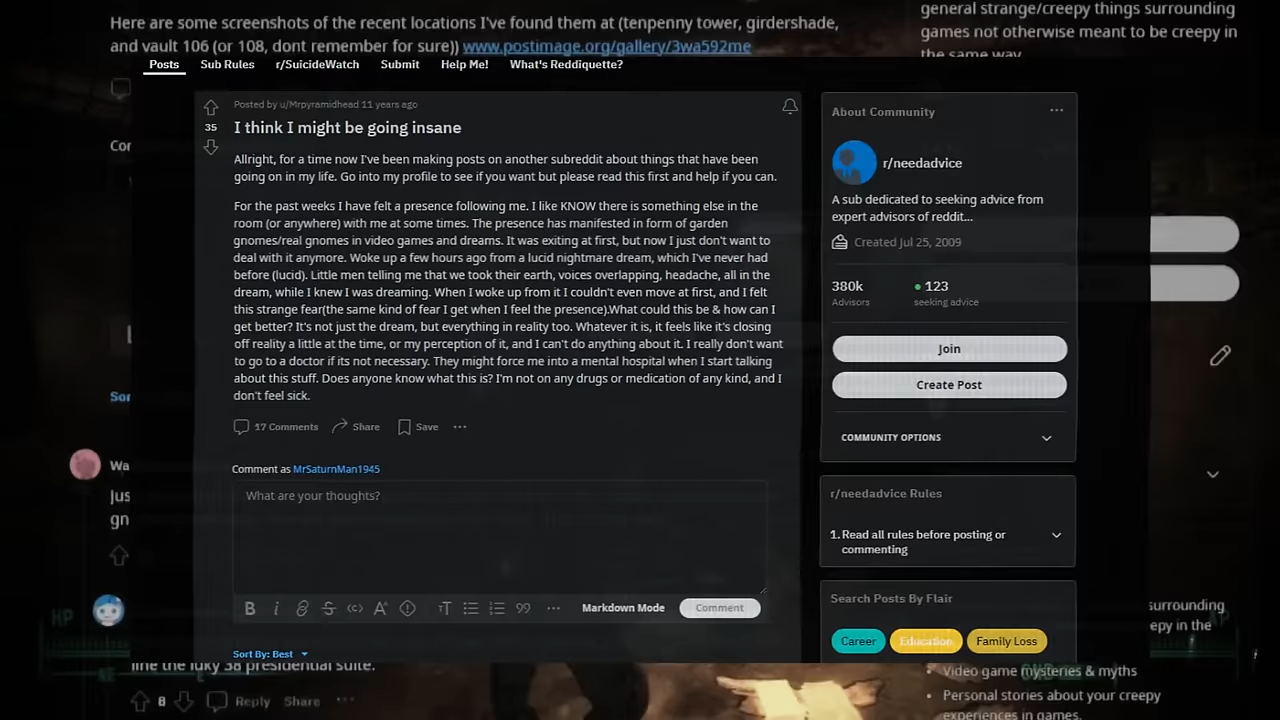 Here are some screenshots of the recent locations I've found them at (tenpenny tower, girdershade,
and vault 106 (or 108, dont remember for sure)) www.postimage.org/gallery/3wa592me
general strange/creepy things surrounding
games not otherwise meant to be creepy in
the same way
Posts Sub Rules r/SuicideWatch Submit Help Me! What's Reddiquette?
Posted by u/Mrpyramidhead 11 years ago
35
I think I might be going insane
Allright, for a time now I've been making posts on another subreddit about things that have been
going on in my life. Go into my profile to see if you want but please read this first and help if you can.
For the past weeks I have felt a presence following me. I like KNOW there is something else in the
room (or anywhere) with me at some times. The presence has manifested in form of garden
gnomes/real gnomes in video games and dreams. It was exiting at first, but now I just don't want to
deal with it anymore. Woke up a few hours ago from a lucid nightmare dream, which I've never had
before (lucid). Little men telling me that we took their earth, voices overlapping, headache, all in the
dream, while I knew I was dreaming. When I woke up from it I couldn't even move at first, and I felt
this strange fear(the same kind of fear I get when I feel the presence).What could this be & how can I
get better? It's not just the dream, but everything in reality too. Whatever it is, it feels like it's closing
off reality a little at the time, or my perception of it, and I can't do anything about it. I really don't want
to go to a doctor if its not necessary. They might force me into a mental hospital when I start talking
about this stuff. Does anyone know what this is? I'm not on any drugs or medication of any kind, and I
don't feel sick.
17 Comments Share Save
Comment as MrSaturnMan1945
What are your thoughts?
Markdown Mode Comment
Sort By: Best
About Community
r/needadvice
A sub dedicated to seeking advice from
expert advisors of reddit...
Created Jul 25, 2009
380k 123
Advisors seeking advice
Join
Create Post
COMMUNITY OPTIONS
r/needadvice Rules
1. Read all rules before posting or
commenting
Search Posts By Flair
Career Education Family Loss
Cor
Sor
Wa
Jus
gn
HP
line the luky 38 presidential suite.
8 Reply Share
surrounding
epy in the
Video game mysteries & myths
Personal stories about your creepy
experiences in games.